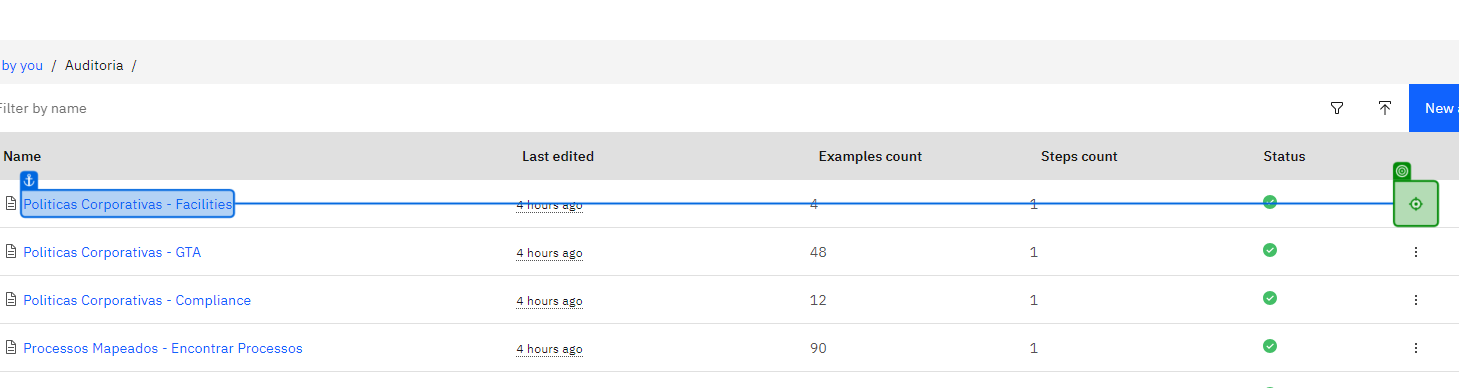 by you / Auditoria /
Filter by name
New
Name Last edited Examples count Steps count Status
Politicas Corporativas - Facilities 4 hours ago 4 1
Politicas Corporativas - GTA 4 hours ago 48 1
Politicas Corporativas - Compliance 4 hours ago 12 1
Processos Mapeados - Encontrar Processos 4 hours ago 90 1